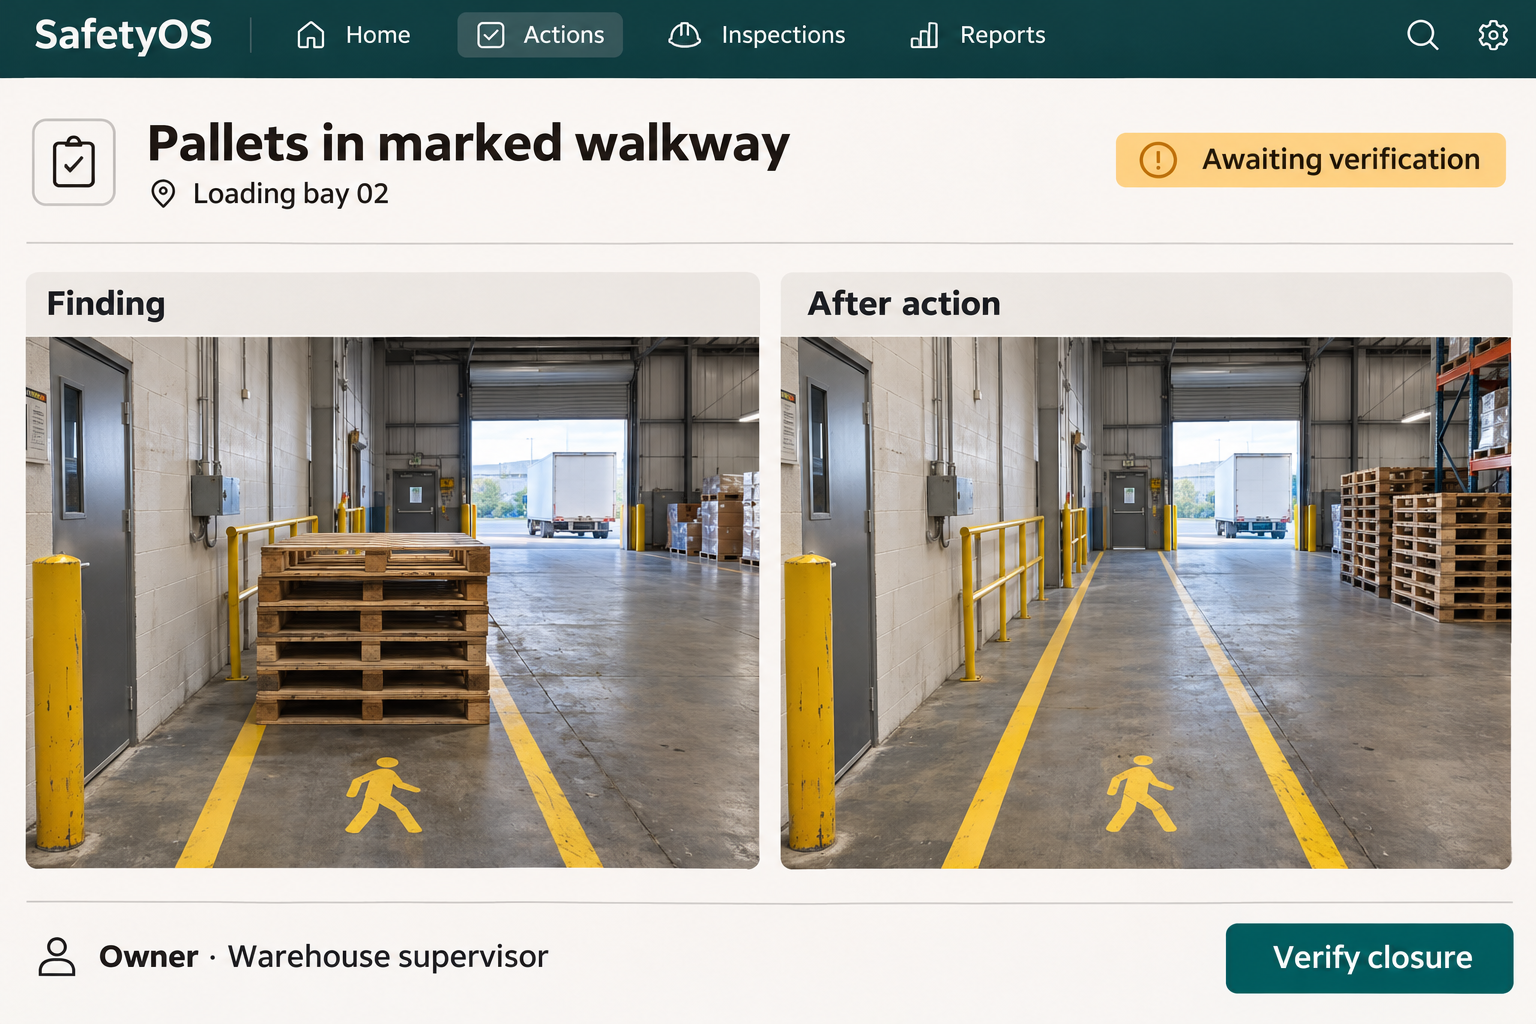 SafetyOS
Home
Actions
Inspections
Reports
Pallets in marked walkway
Loading bay 02
Awaiting verification
Finding
After action
Owner · Warehouse supervisor
Verify closure